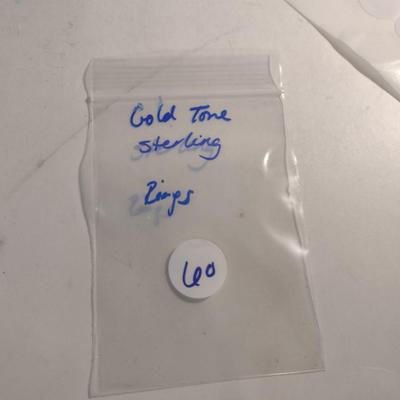 Gold Tone
Sterling
Rings
60